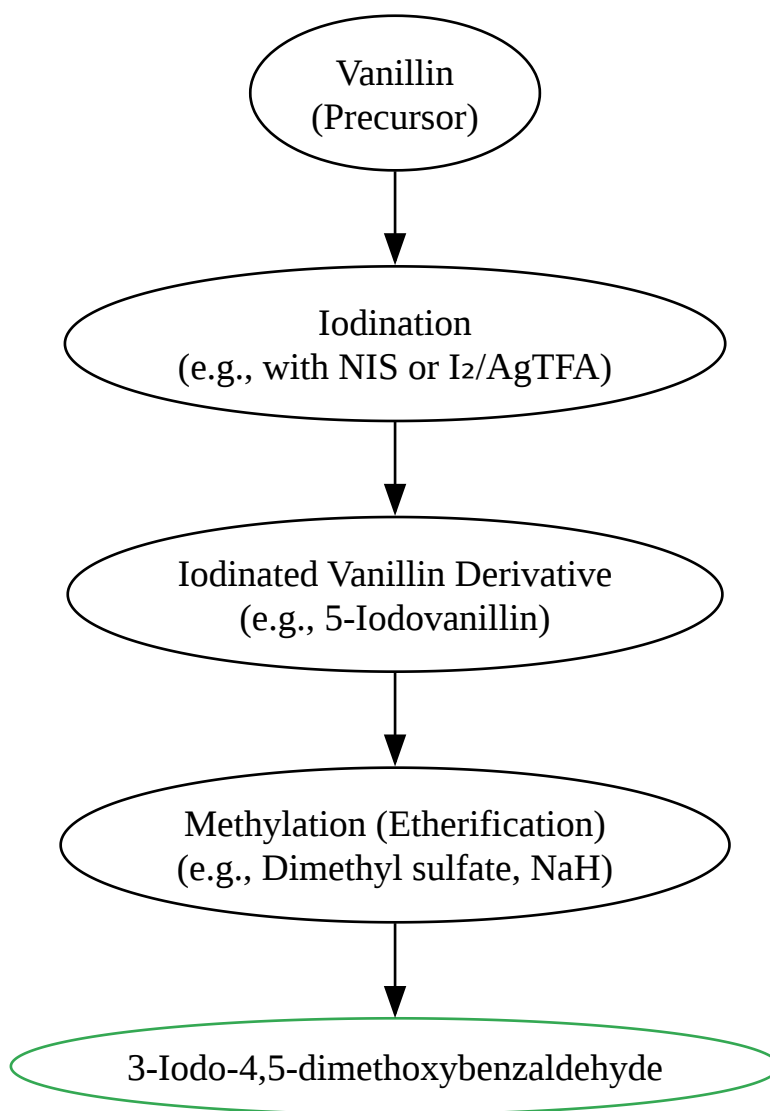 Vanillin
(Precursor)
Iodination
(e.g., with NIS or I₂/AgTFA)
Iodinated Vanillin Derivative
(e.g., 5-Iodovanillin)
Methylation (Etherification)
(e.g., Dimethyl sulfate, NaH)
3-Iodo-4,5-dimethoxybenzaldehyde